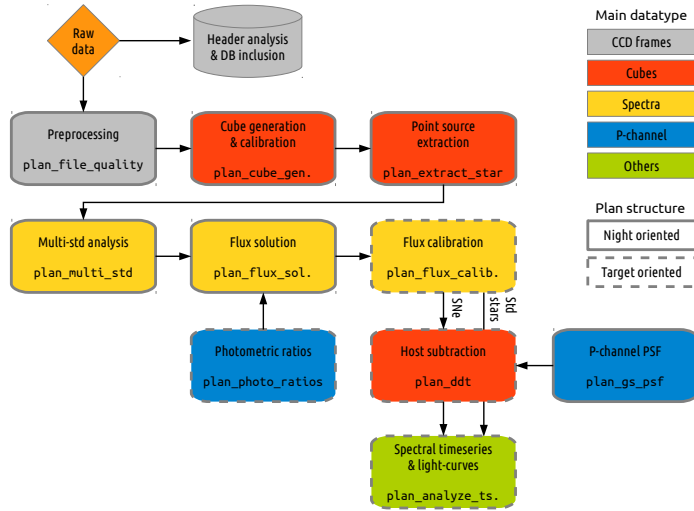 Raw
data
Header analysis
& DB inclusion
Main datatype
CCD frames
Cubes
Spectra
P-channel
Others
Plan structure
Night oriented
Target oriented
Preprocessing
plan_file_quality
Cube generation
& calibration
plan_cube_gen.
Point source
extraction
plan_extract_star
Multi-std analysis
plan_multi_std
Flux solution
plan_flux_sol.
Flux calibration
plan_flux_calib.
SNe
Std
stars
Photometric ratios
plan_photo_ratios
Host subtraction
plan_ddt
P-channel PSF
plan_gs_psf
Spectral timeseries
& light-curves
plan_analyze_ts.